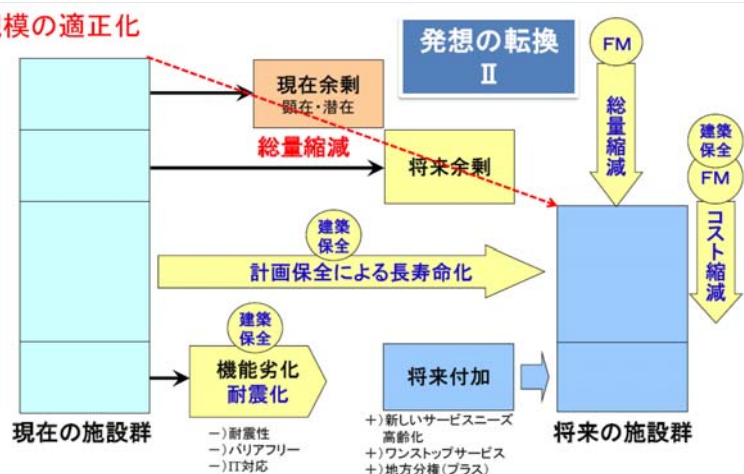 模の適正化
発想の転換
Ⅱ
FM
総量縮減
建築
保全
FM
コスト縮減
現在余剰
顕在・潜在
総量縮減
将来余剰
建築
保全
計画保全による長寿命化
建築
保全
機能劣化
耐震化
将来付加
現在の施設群
－)耐震性
－)バリアフリー
－)IT対応
＋)新しいサービスニーズ
高齢化
＋)ワンストップサービス
＋)地方分権(プラス)
将来の施設群